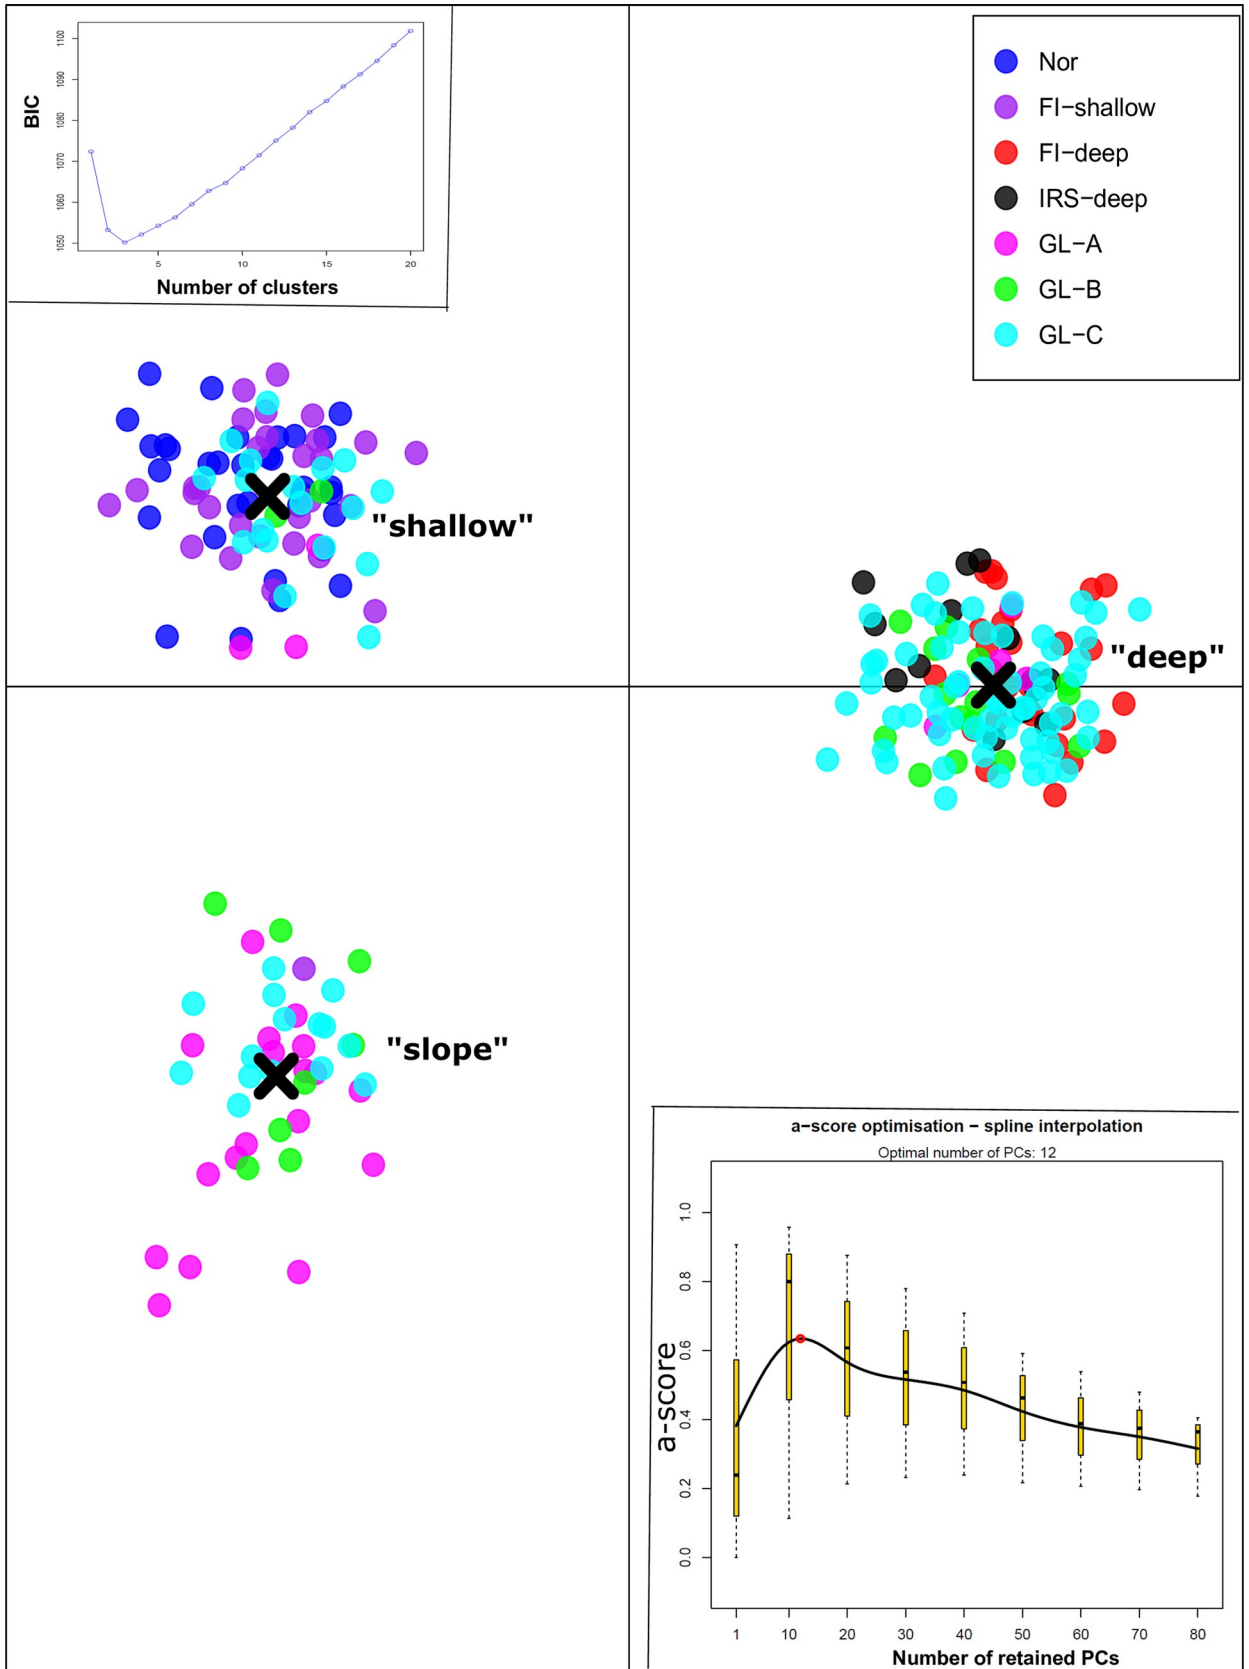 1100
1090
1080
1070
1060
1050
BIC
5 10 15 20
Number of clusters
Nor
FI−shallow
FI−deep
IRS−deep
GL−A
GL−B
GL−C
"shallow"
"deep"
"slope"
a−score optimisation − spline interpolation
Optimal number of PCs: 12
1.0
0.8
0.6
0.4
0.2
0.0
a-score
1 10 20 30 40 50 60 70 80
Number of retained PCs